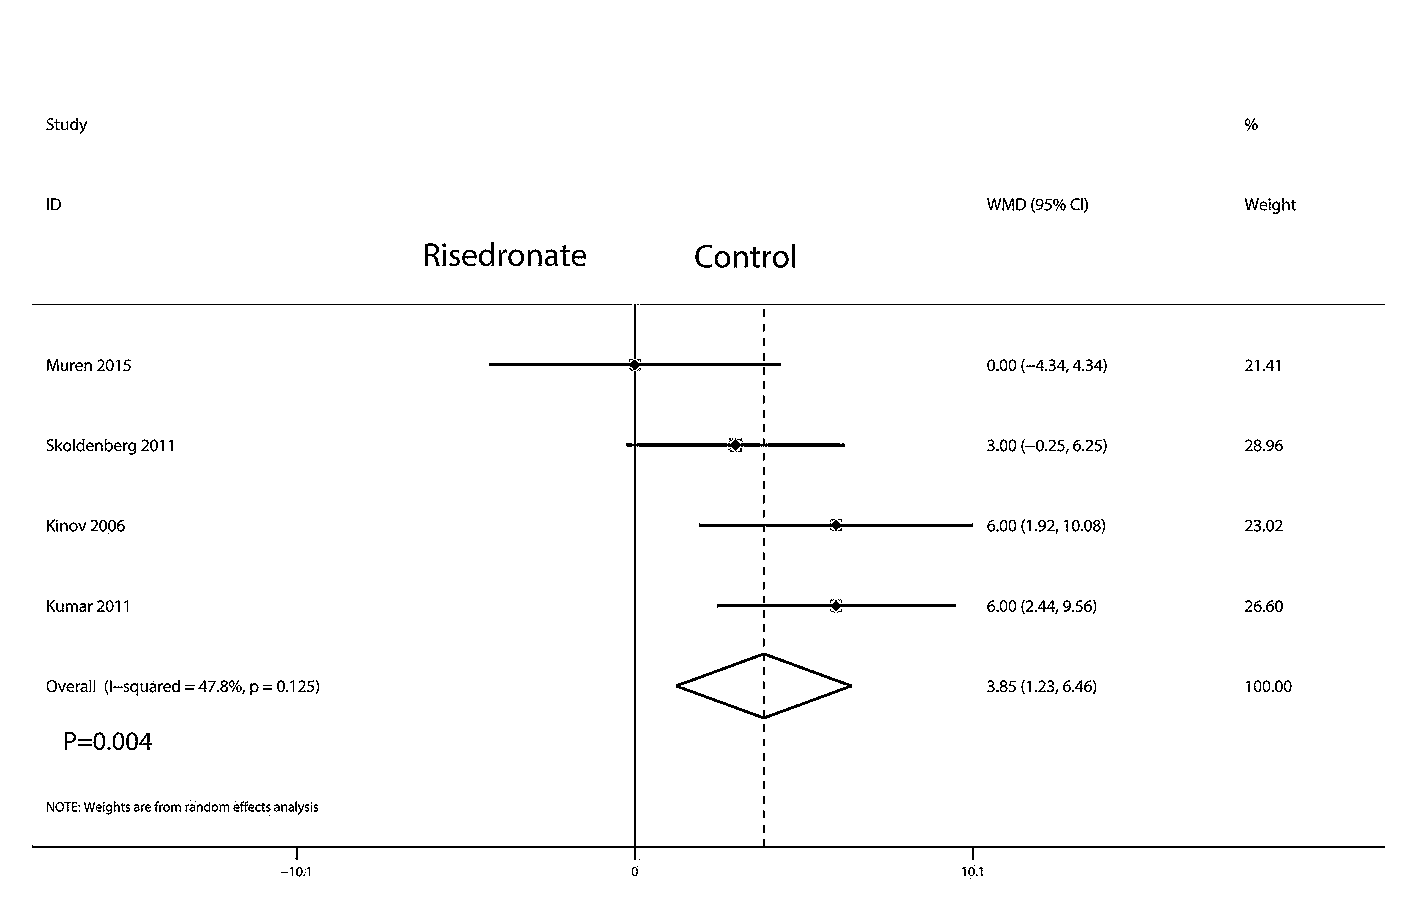 Study %
ID WMD (95% CI) Weight
Risedronate Control
Muren 2015 0.00 (−4.34, 4.34) 21.41
Skoldenberg 2011 3.00 (−0.25, 6.25) 28.96
Kinov 2006 6.00 (1.92, 10.08) 23.02
Kumar 2011 6.00 (2.44, 9.56) 26.60
Overall (I−squared = 47.8%, p = 0.125) 3.85 (1.23, 6.46) 100.00
P=0.004
NOTE: Weights are from random effects analysis
−10.1 0 10.1